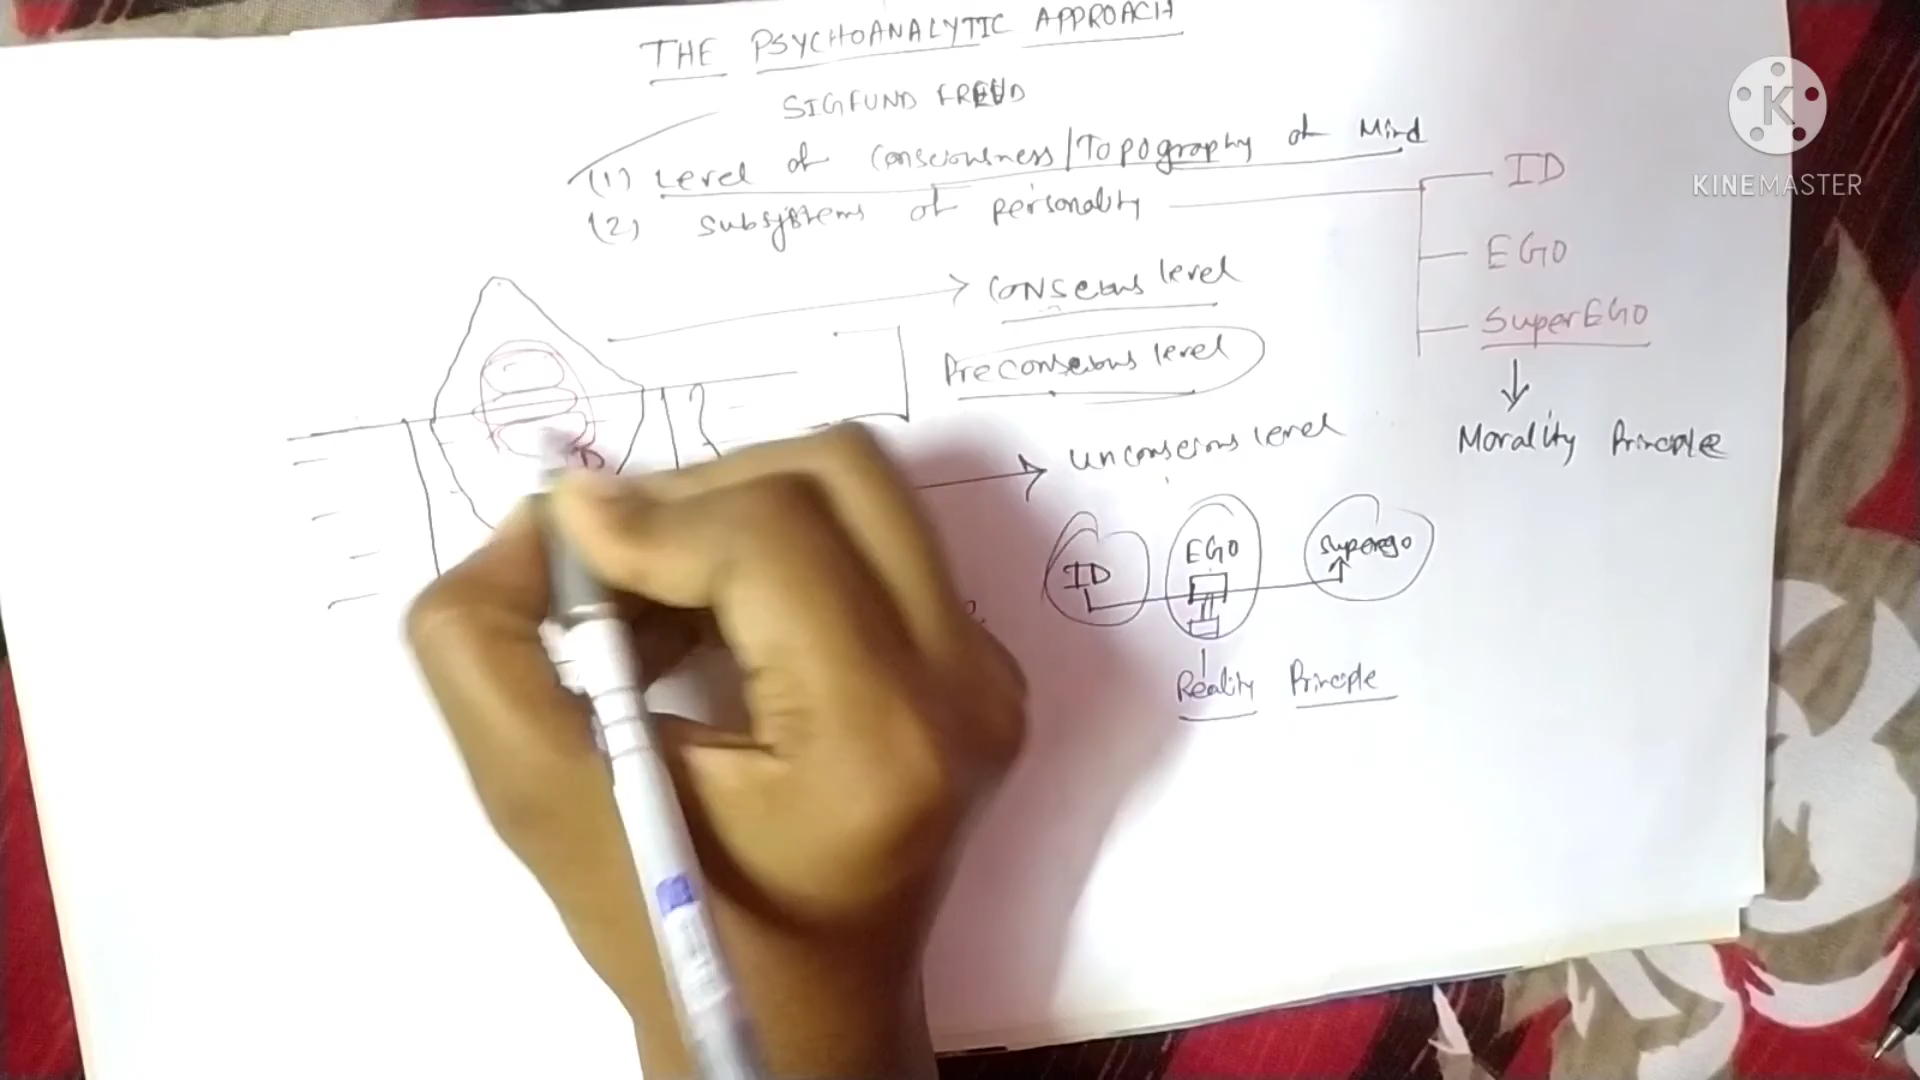 THE PSYCHOANALYTIC APPROACH
SIGFUND FREUD
(1) Level of Consciousness/Topography of Mind
(2) Subsystems of personality
ID
EGO
SuperEGO
Morality Principle
Conscious level
Preconscious level
Unconscious level
ID
EGO
Superego
Reality Principle
K
KINEMASTER